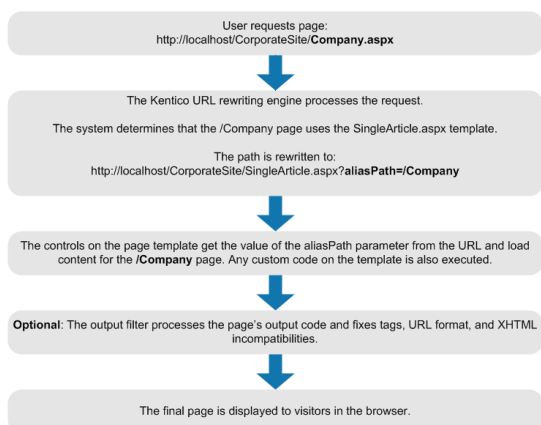 User requests page:
http://localhost/CorporateSite/Company.aspx
The Kentico URL rewriting engine processes the request.
The system determines that the /Company page uses the SingleArticle.aspx template.
The path is rewritten to:
http://localhost/CorporateSite/SingleArticle.aspx?aliasPath=/Company
The controls on the page template get the value of the aliasPath parameter from the URL and load
content for the /Company page. Any custom code on the template is also executed.
Optional: The output filter processes the page's output code and fixes tags, URL format, and XHTML
incompatibilities.
The final page is displayed to visitors in the browser.